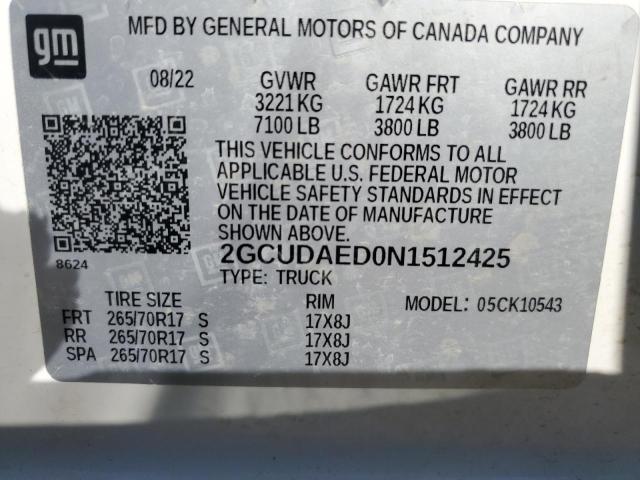 gm
MFD BY GENERAL MOTORS OF CANADA COMPANY
08/22 GVWR GAWR FRT GAWR RR
3221 KG 1724 KG 1724 KG
7100 LB 3800 LB 3800 LB
THIS VEHICLE CONFORMS TO ALL
APPLICABLE U.S. FEDERAL MOTOR
VEHICLE SAFETY STANDARDS IN EFFECT
ON THE DATE OF MANUFACTURE
SHOWN ABOVE.
8624
2GCUDAED0N1512425
TYPE: TRUCK
TIRE SIZE RIM MODEL: 05CK10543
FRT 265/70R17 S 17X8J
RR 265/70R17 S 17X8J
SPA 265/70R17 S 17X8J